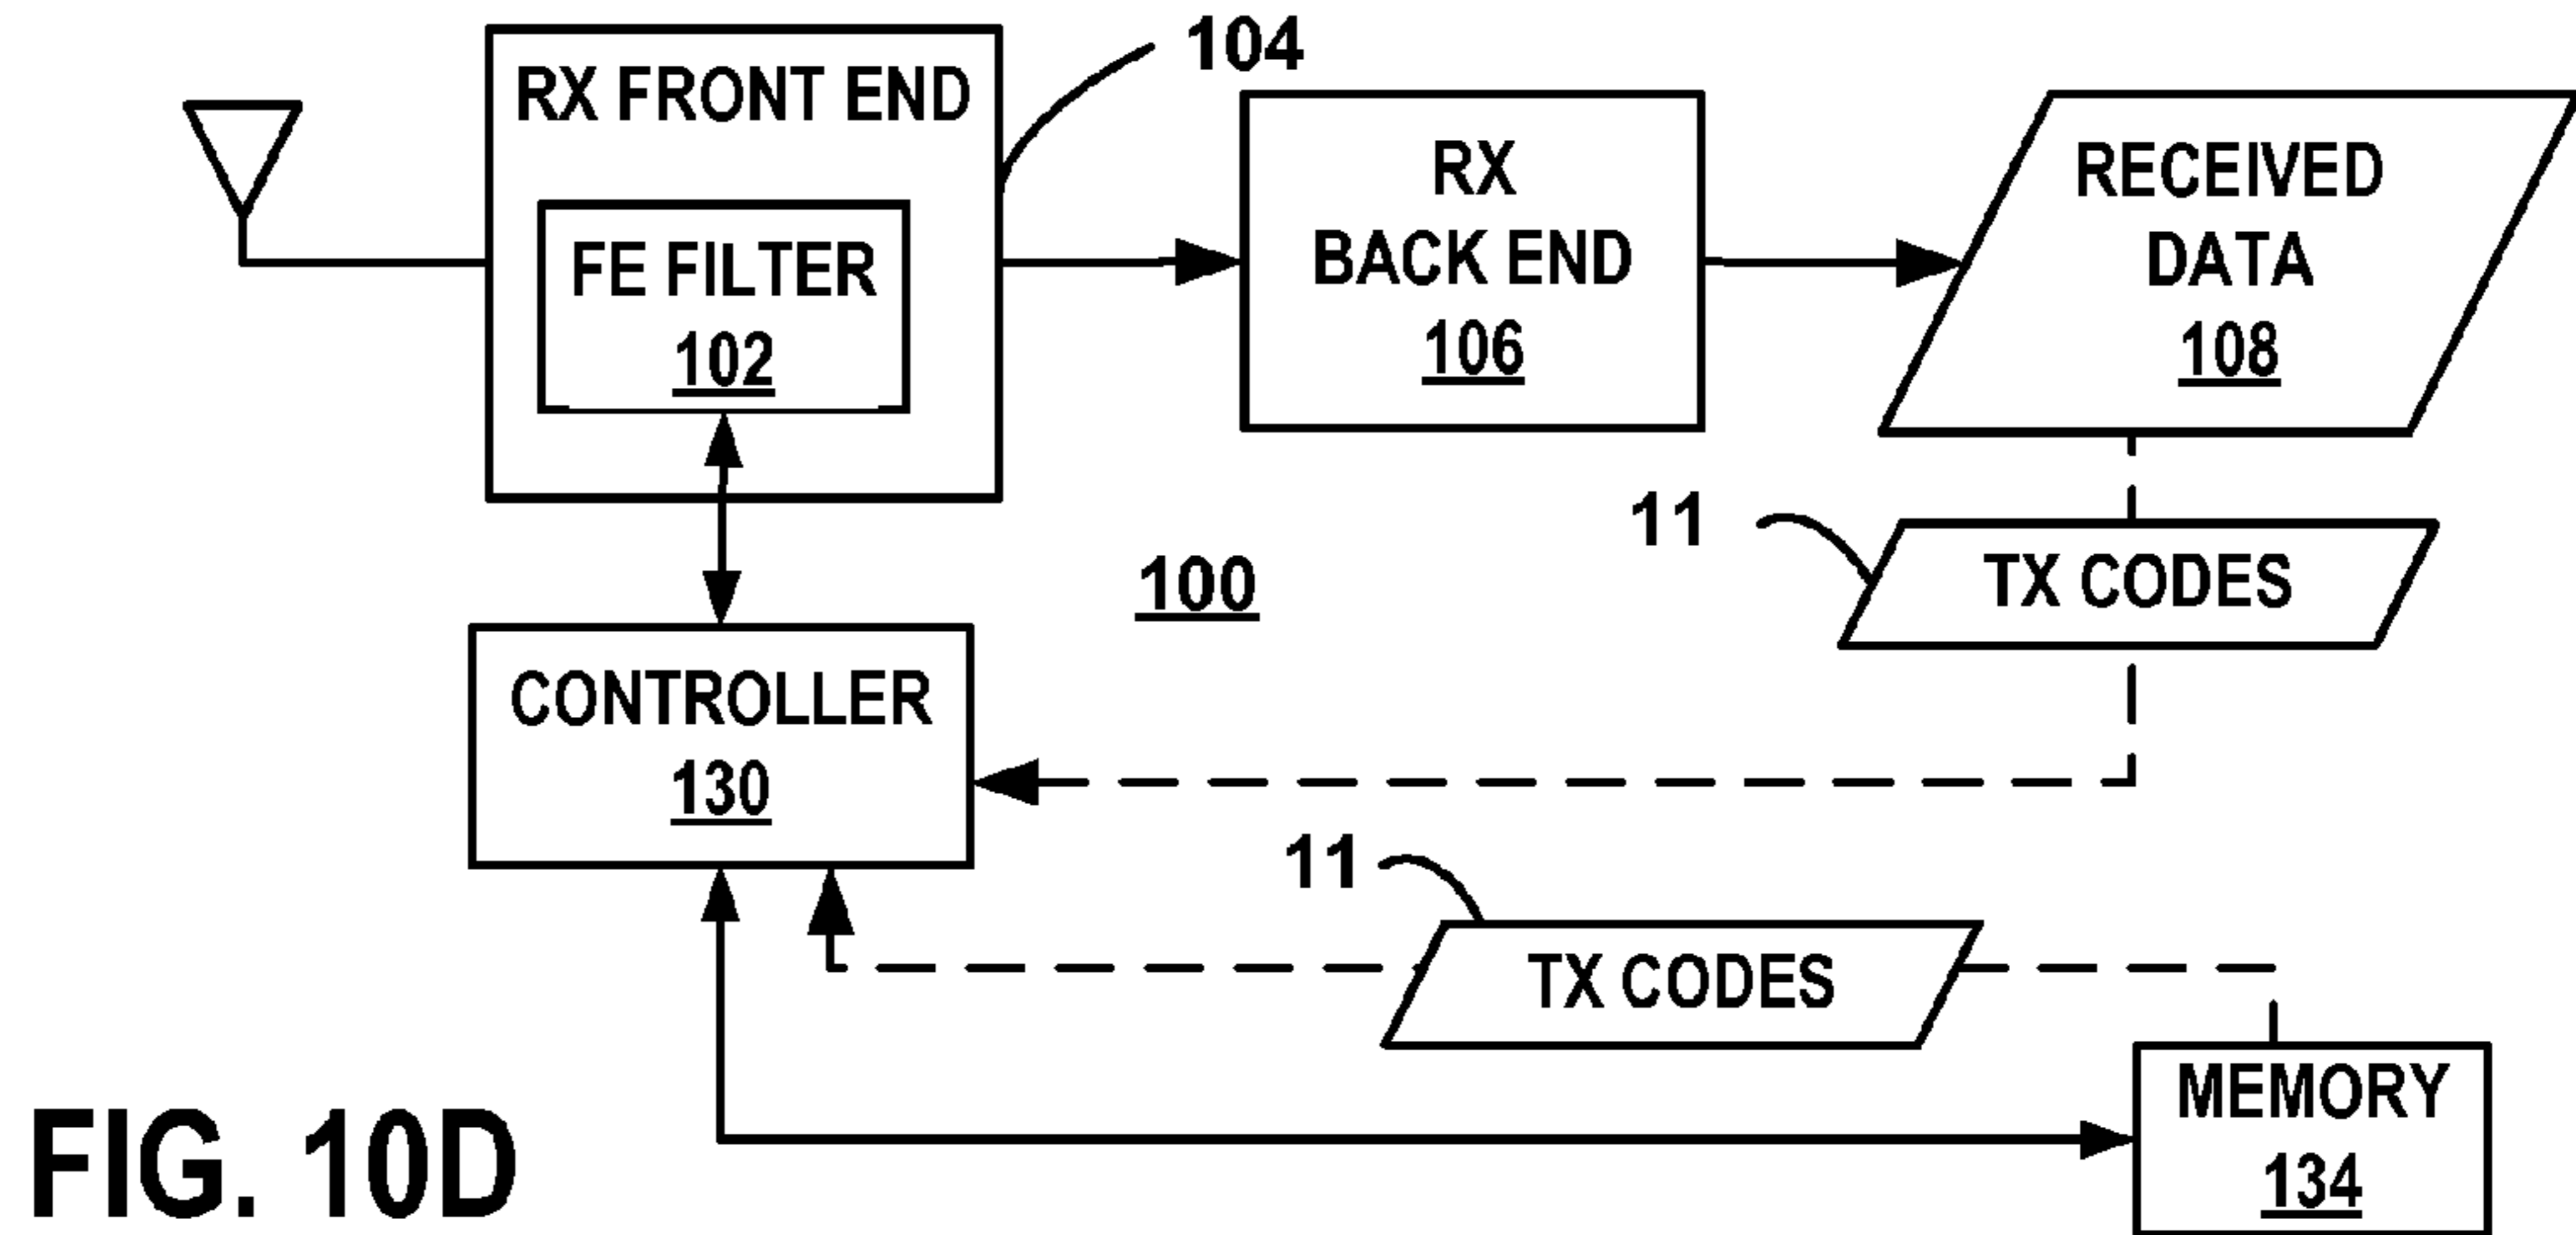 104
RX FRONT END
FE FILTER
102
RX
BACK END
106
RECEIVED
DATA
108
11
TX CODES
100
CONTROLLER
130
11
TX CODES
MEMORY
134
FIG. 10D